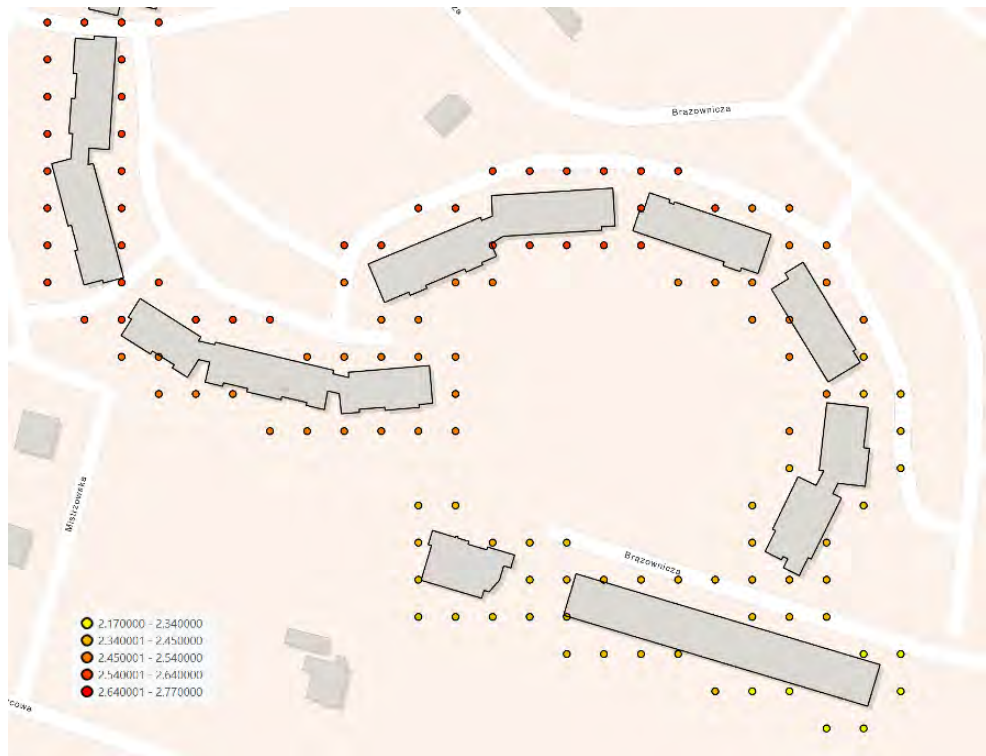 Brązownicza
Mistrzowska
Brązownicza
2.170000 - 2.340000
2.340001 - 2.450000
2.450001 - 2.540000
2.540001 - 2.640000
2.640001 - 2.770000
cowa